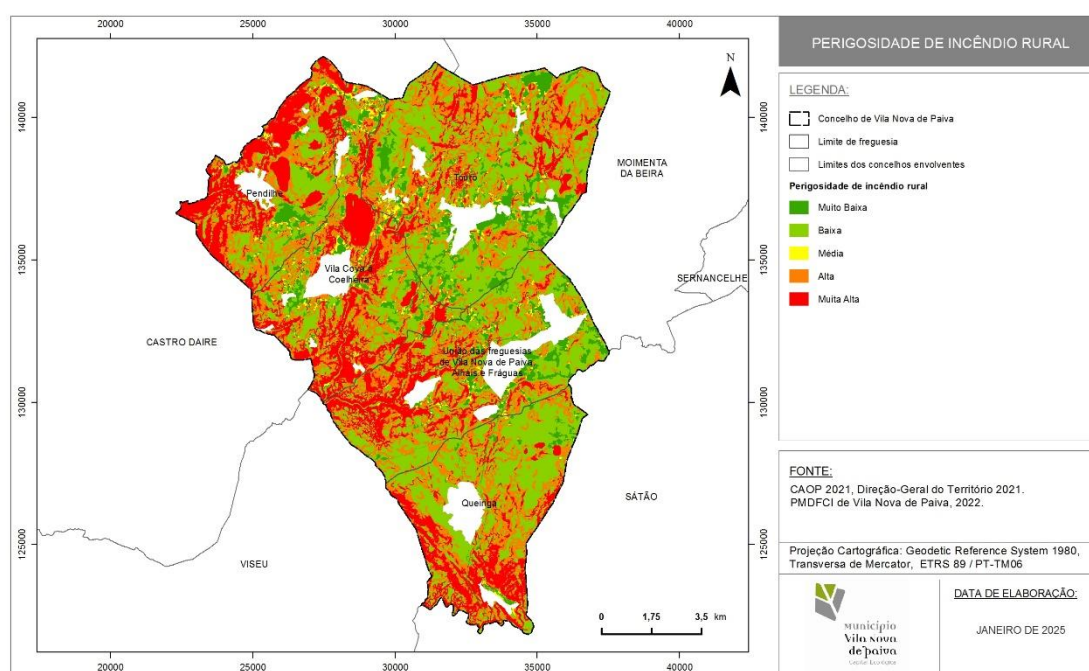 20000 25000 30000 35000 40000
PERIGOSIDADE DE INCÊNDIO RURAL
N
LEGENDA:
Concelho de Vila Nova de Paiva
Limite de freguesia
Limites dos concelhos envolventes
Perigosidade de incêndio rural
Muito Baixa
Baixa
Média
Alta
Muita Alta
140000
140000
MOIMENTA
DA BEIRA
Touro
Pendilhe
135000
135000
Vila Cova à
Coelheira
SERNANCELHE
CASTRO DAIRE
União das freguesias
de Vila Nova de Paiva,
Alhais e Fráguas
130000
130000
Queiriga
SÁTÃO
125000
125000
VISEU
FONTE:
CAOP 2021, Direção-Geral do Território 2021.
PMDFCI de Vila Nova de Paiva, 2022.
Projeção Cartográfica: Geodetic Reference System 1980,
Transversa de Mercator, ETRS 89 / PT-TM06
0 1,75 3,5 km
Município
Vila Nova
de Paiva
DATA DE ELABORAÇÃO:
JANEIRO DE 2025
20000 25000 30000 35000 40000